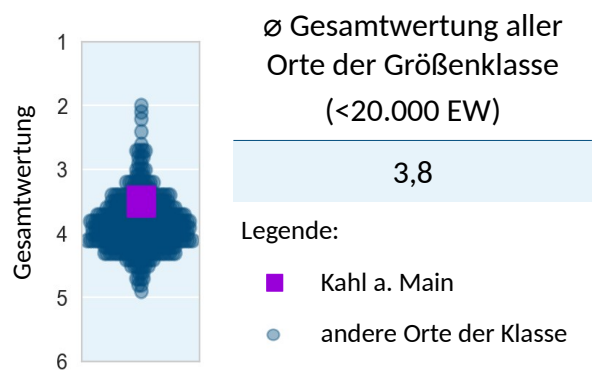 Gesamtwertung
1
2
3
4
5
6
⌀ Gesamtwertung aller
Orte der Größenklasse
(<20.000 EW)
3,8
Legende:
Kahl a. Main
andere Orte der Klasse